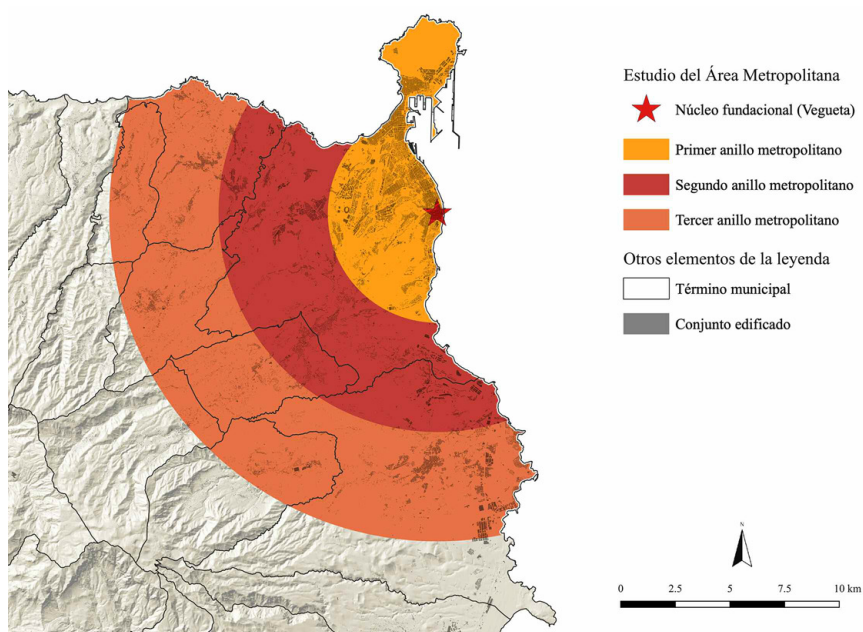 Estudio del Área Metropolitana
Núcleo fundacional (Vegueta)
Primer anillo metropolitano
Segundo anillo metropolitano
Tercer anillo metropolitano
Otros elementos de la leyenda
Término municipal
Conjunto edificado
N
0 2.5 5 7.5 10 km